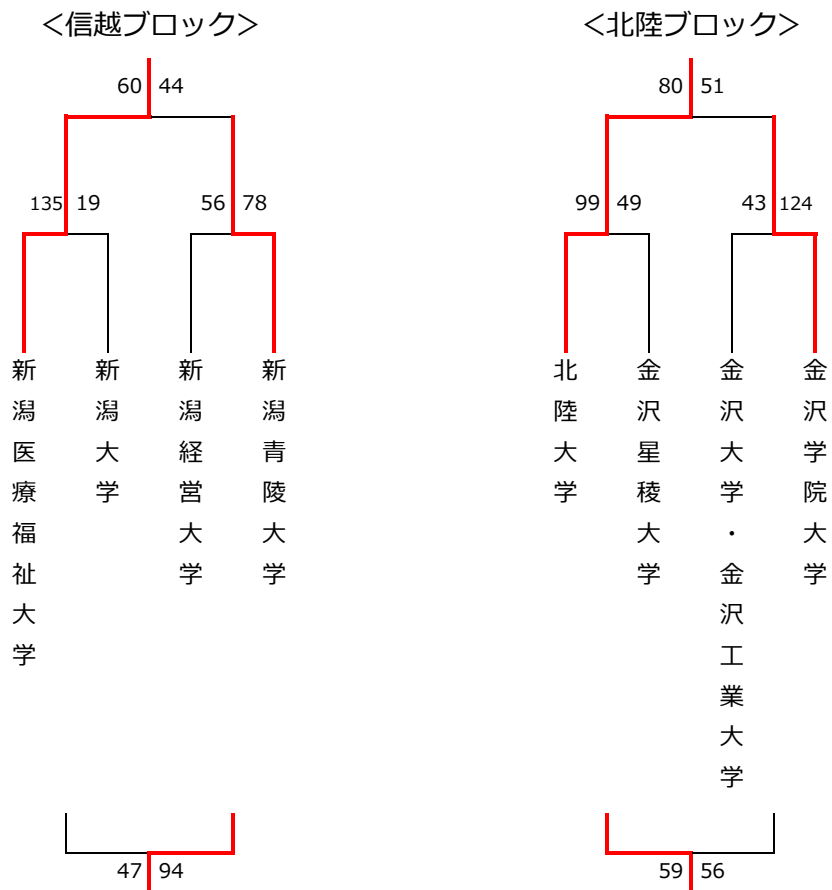 <信越ブロック>
60 44
135 19
56 78
新潟医療福祉大学
新潟大学
新潟経営大学
新潟青陵大学
47 94
<北陸ブロック>
80 51
99 49
43 124
北陸大学
金沢星稜大学
金沢大学・金沢工業大学
金沢学院大学
59 56